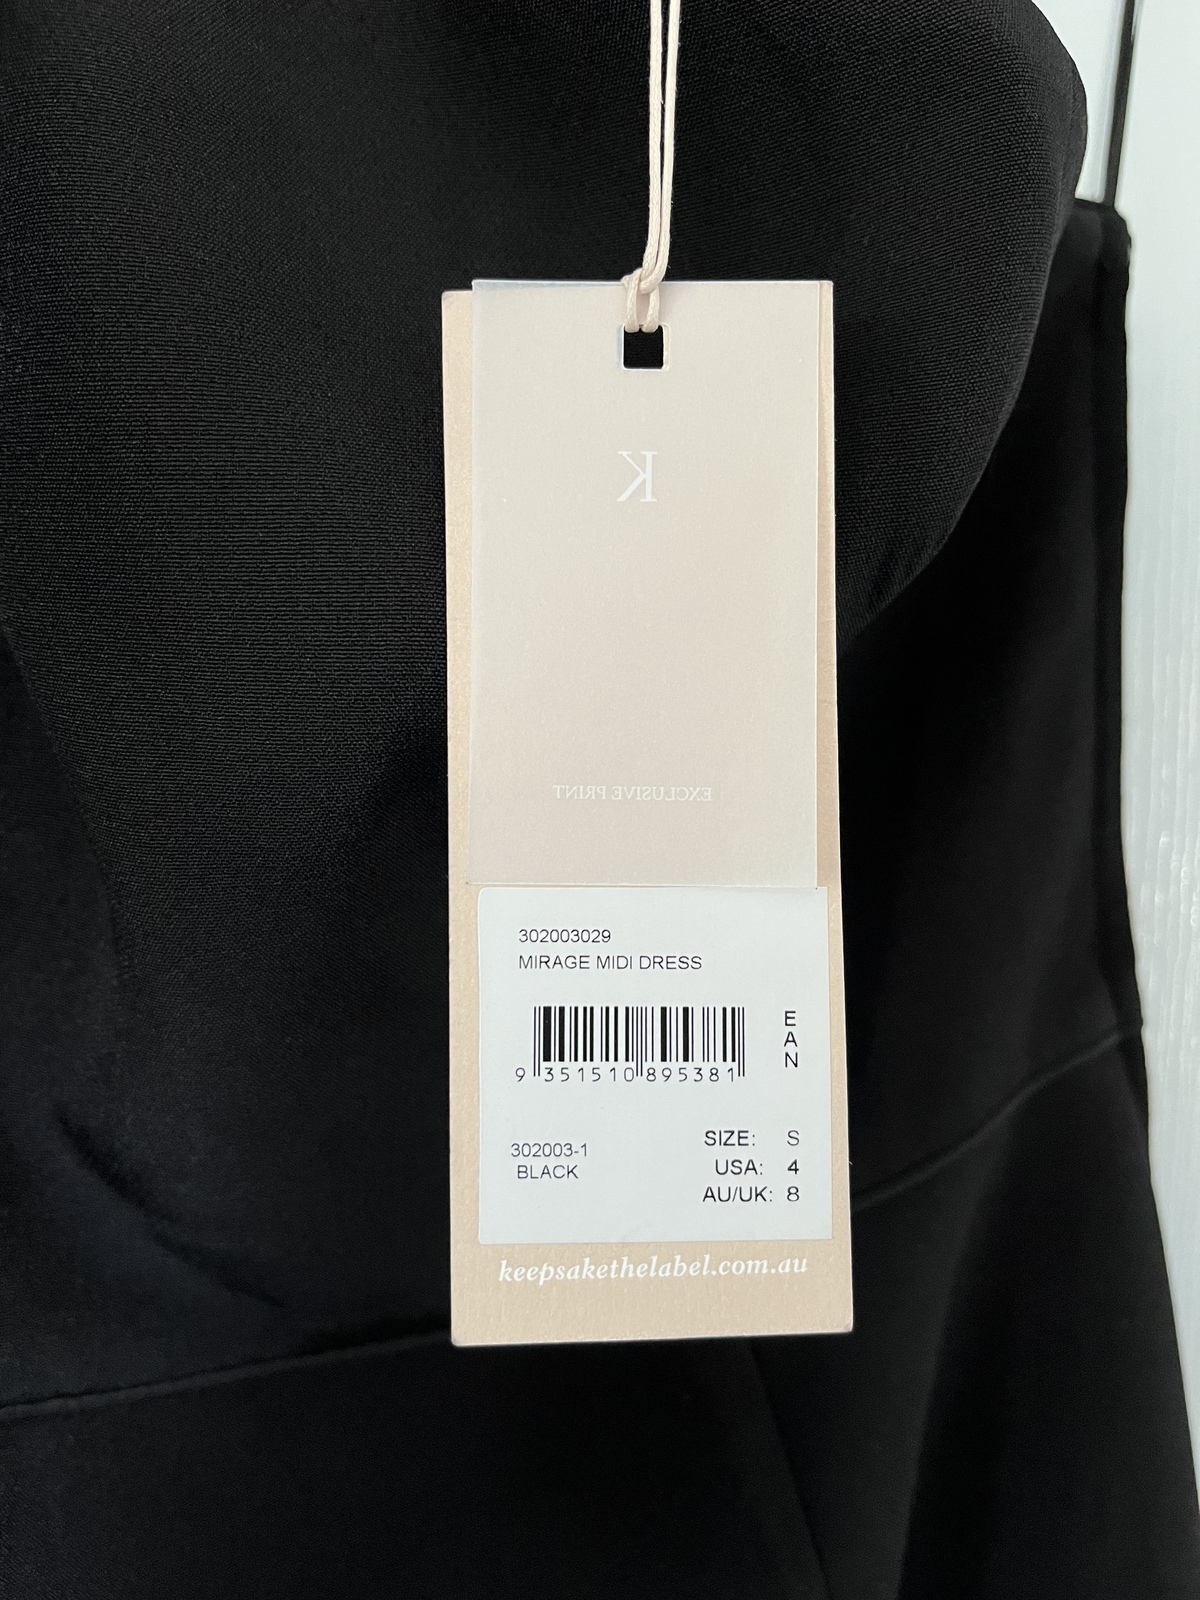 K
EXCLUSIVE PRINT
302003029
MIRAGE MIDI DRESS
9 351510 895381
EAN
302003-1
BLACK
SIZE: S
USA: 4
AU/UK: 8
keepsakethelabel.com.au